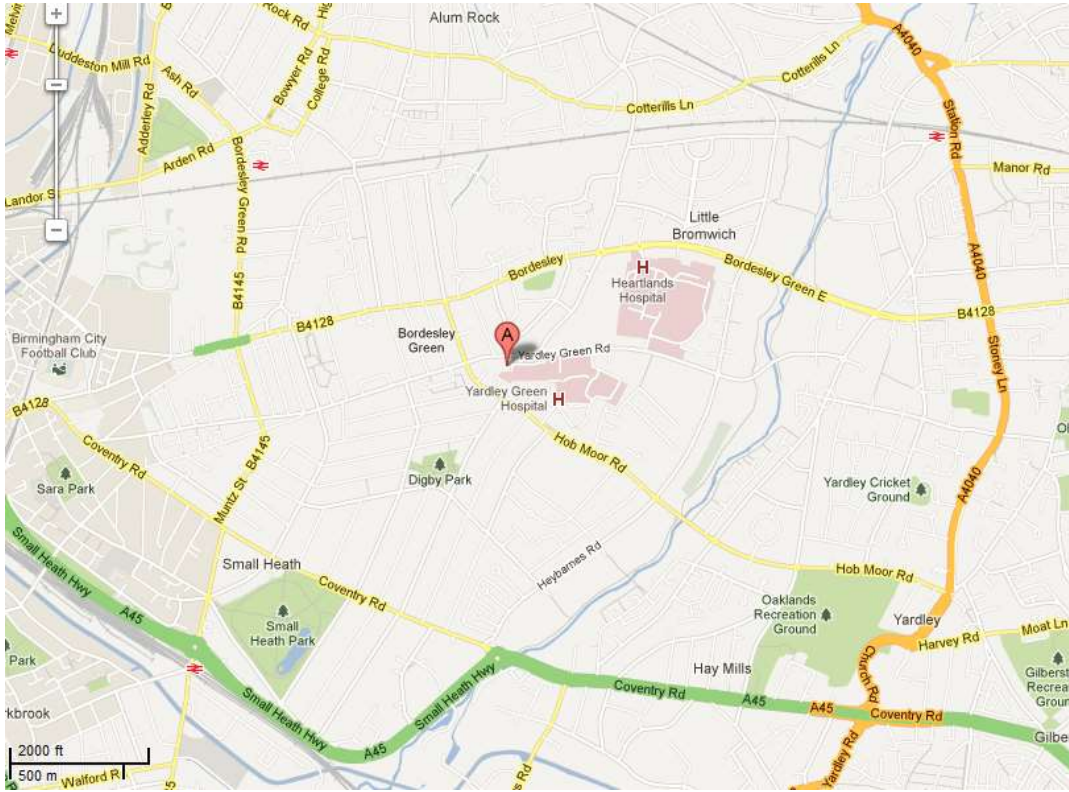 Alum Rock
A4040
Rock Rd
Duddeston Mill Rd
Ash Rd
Bowyer Rd
College Rd
Cotterills Ln
Cotterills Ln
Adderley Rd
Arden Rd
Bordesley Green Rd
Station Rd
Manor Rd
Landor St
Little
Bromwich
A4040
B4145
Bordesley
Bordesley Green E
H
Heartlands
Hospital
B4128
B4128
Birmingham City
Football Club
Bordesley
Green
A
Yardley Green Rd
Stoney Ln
Yardley Green
Hospital
H
B4128
Coventry Rd
B4145
Hob Moor Rd
Sara Park
Digby Park
Muntz St
Yardley Cricket
Ground
A4040
Small Heath Hwy
A45
Small Heath
Coventry Rd
Heybarnes Rd
Hob Moor Rd
Small
Heath Park
Oaklands
Recreation
Ground
Yardley
Harvey Rd
Moat Ln
Park
Hay Mills
Church Rd
Small Heath Hwy
Small Heath Hwy
Coventry Rd
A45
A45
Coventry Rd
A45
Yardley Rd
2000 ft
500 m
Walford R